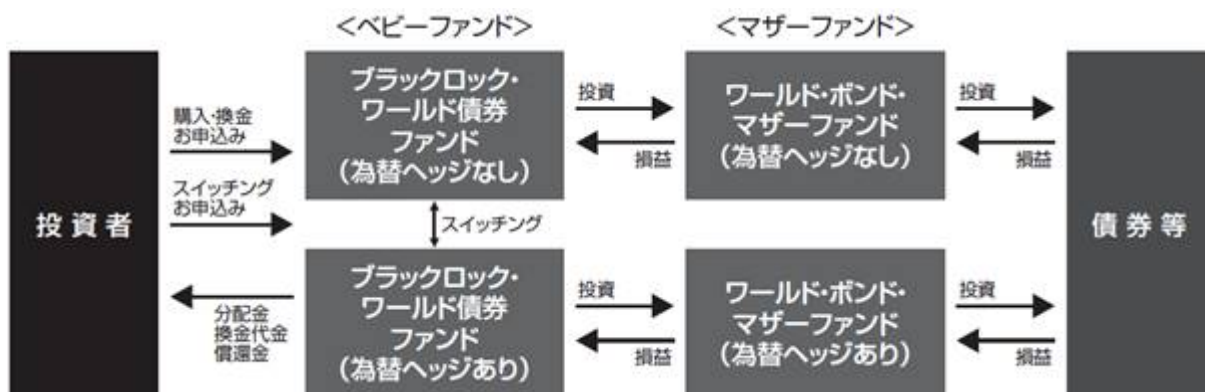 <ベビーファンド>
<マザーファンド>
投資者
購入・換金
お申込み
スイッチング
お申込み
分配金
換金代金
償還金
ブラックロック・
ワールド債券
ファンド
(為替ヘッジなし)
スイッチング
ブラックロック・
ワールド債券
ファンド
(為替ヘッジあり)
投資
損益
投資
損益
ワールド・ボンド・
マザーファンド
(為替ヘッジなし)
ワールド・ボンド・
マザーファンド
(為替ヘッジあり)
投資
損益
投資
損益
債券等